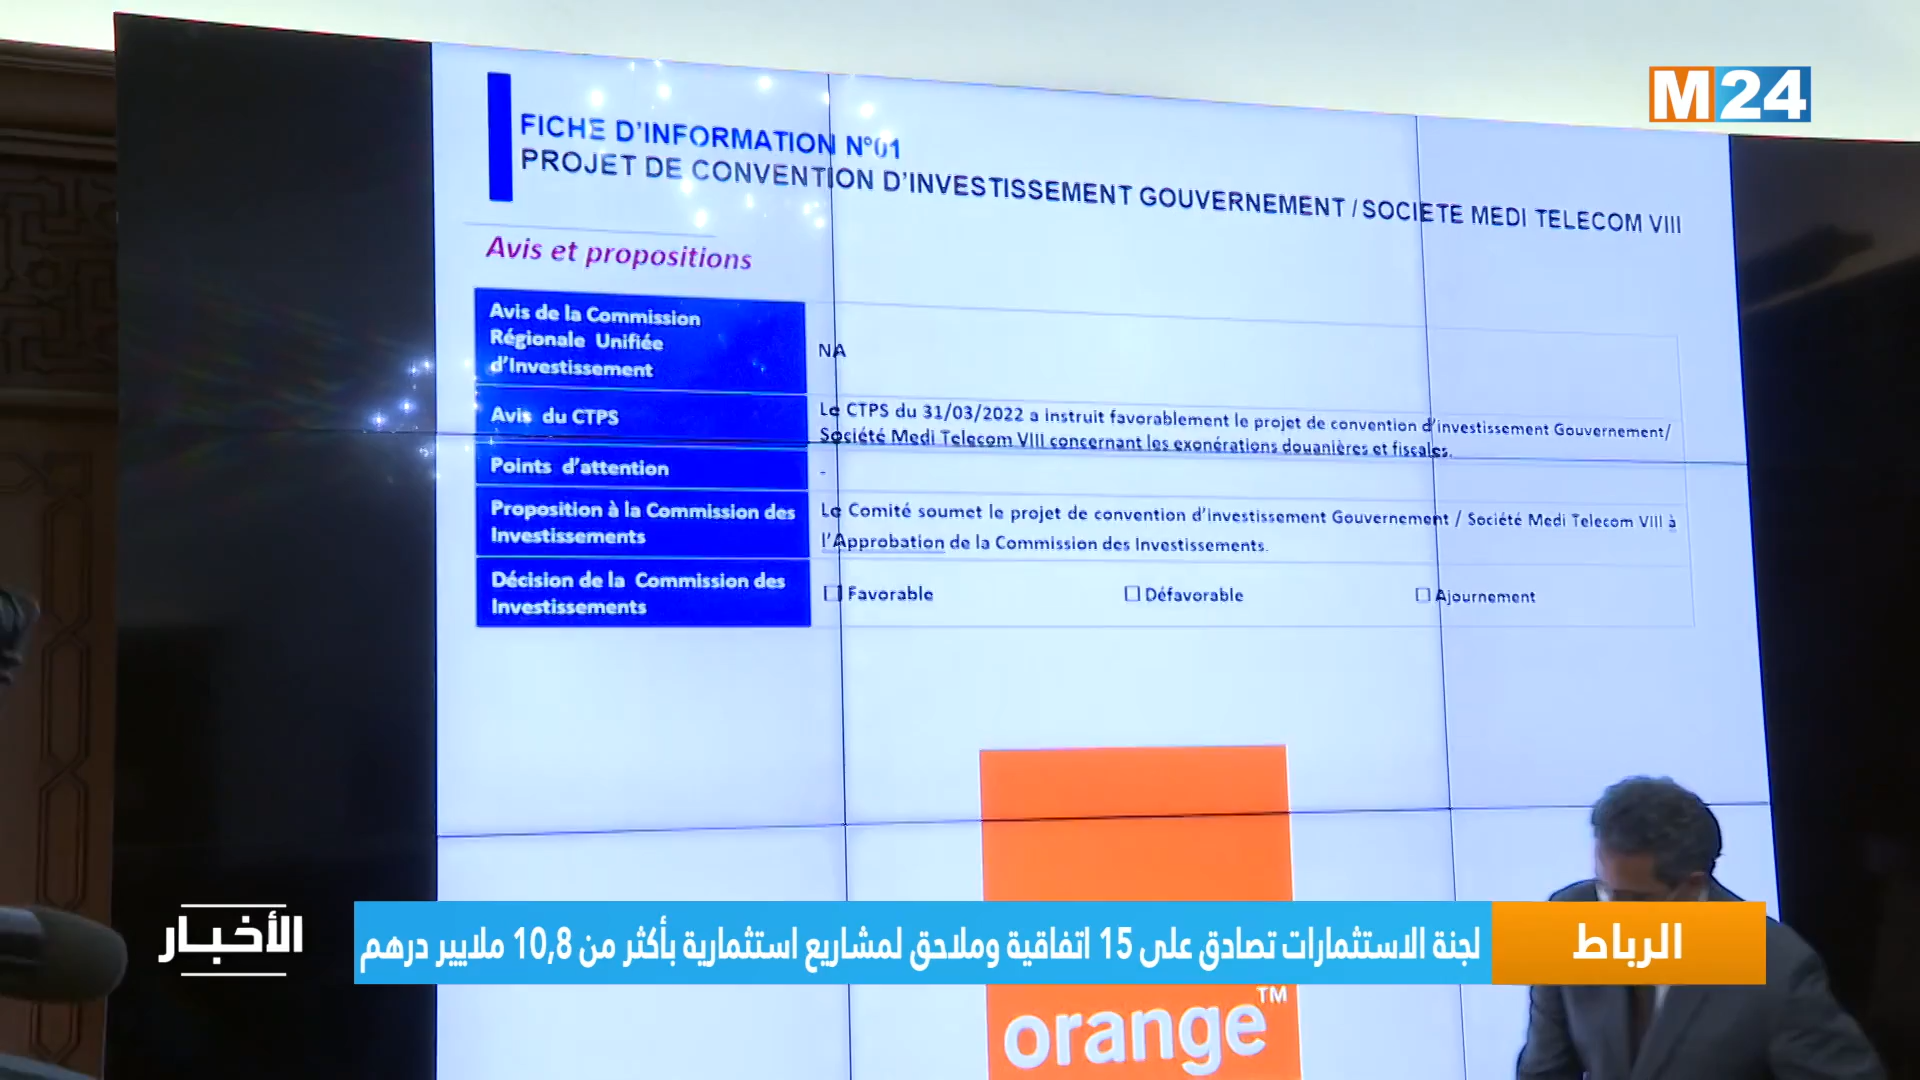 M24
FICHE D'INFORMATION N°01
PROJET DE CONVENTION D'INVESTISSEMENT GOUVERNEMENT / SOCIETE MEDI TELECOM VIII
Avis et propositions
Avis de la Commission
Régionale Unifiée
d'Investissement
NA
Avis du CTPS
Le CTPS du 31/03/2022 a instruit favorablement le projet de convention d'investissement Gouvernement/
Société Medi Telecom VIII concernant les exonérations douanières et fiscales.
Points d'attention
-
Proposition à la Commission des
Investissements
Le Comité soumet le projet de convention d'investissement Gouvernement / Société Medi Telecom VIII à
l'Approbation de la Commission des Investissements.
Décision de la Commission des
Investissements
☐ Favorable ☐ Défavorable ☐ Ajournement
الرباط
لجنة الاستثمارات تصادق على 15 اتفاقية وملاحق لمشاريع استثمارية بأكثر من 10,8 ملايير درهم
الأخبار
orange™